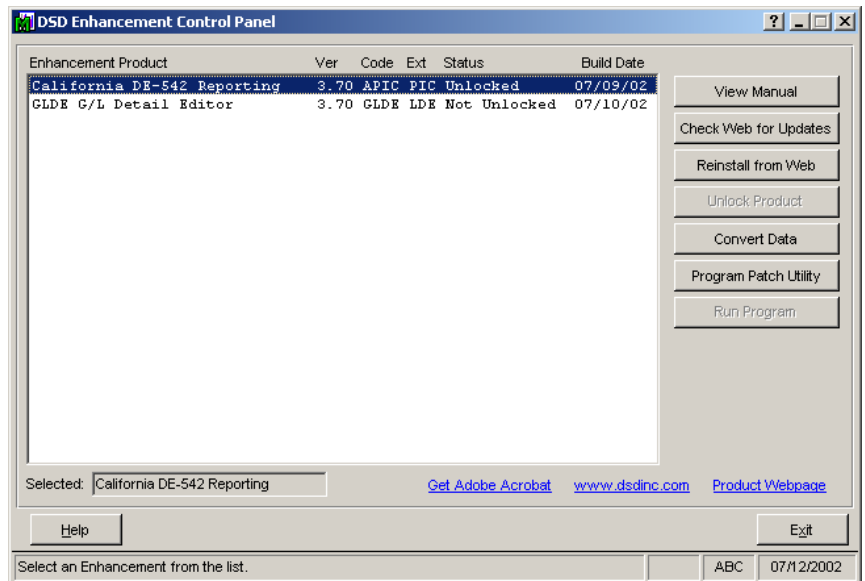 DSD Enhancement Control Panel
Enhancement Product Ver Code Ext Status Build Date
California DE-542 Reporting 3.70 APIC PIC Unlocked 07/09/02
GLDE G/L Detail Editor 3.70 GLDE LDE Not Unlocked 07/10/02
View Manual
Check Web for Updates
Reinstall from Web
Unlock Product
Convert Data
Program Patch Utility
Run Program
Selected: California DE-542 Reporting Get Adobe Acrobat www.dsdinc.com Product Webpage
Help Exit
Select an Enhancement from the list. ABC 07/12/2002